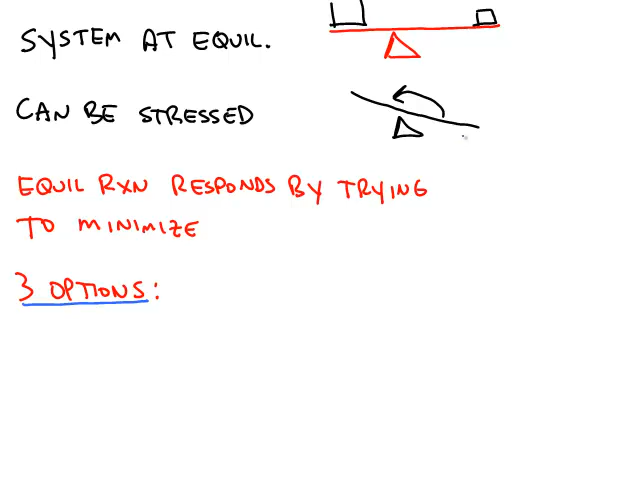 SYSTEM AT EQUIL.
CAN BE STRESSED
EQUIL RXN RESPONDS BY TRYING
TO MINIMIZE
3 OPTIONS: